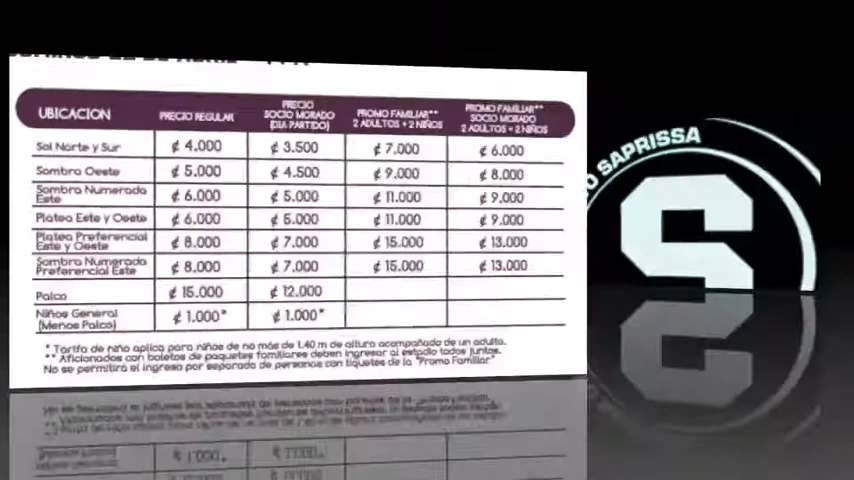 UBICACION PRECIO REGULAR PRECIO SOCIO MORADO (DIA PARTIDO) PROMO FAMILIAR** 2 ADULTOS + 2 NIÑOS PROMO FAMILIAR** SOCIO MORADO 2 ADULTOS + 2 NIÑOS
Sol Norte y Sur ₡ 4.000 ₡ 3.500 ₡ 7.000 ₡ 6.000
Sombra Oeste ₡ 5.000 ₡ 4.500 ₡ 9.000 ₡ 8.000
Sombra Numerada Este ₡ 6.000 ₡ 5.000 ₡ 11.000 ₡ 9.000
Platea Este y Oeste ₡ 6.000 ₡ 5.000 ₡ 11.000 ₡ 9.000
Platea Preferencial Este y Oeste ₡ 8.000 ₡ 7.000 ₡ 15.000 ₡ 13.000
Sombra Numerada Preferencial Este ₡ 8.000 ₡ 7.000 ₡ 15.000 ₡ 13.000
Palco ₡ 15.000 ₡ 12.000
Niños General (Menos Palco) ₡ 1.000* ₡ 1.000*
* Tarifa de niño aplica para niños de no más de 1.40 m de altura acompañado de un adulto.
** Aficionados con boletos de paquetes familiares deben ingresar al estadio todos juntos.
No se permitirá el ingreso por separado de personas con tiquetes de la "Promo Familiar"
SAPRISSA
S